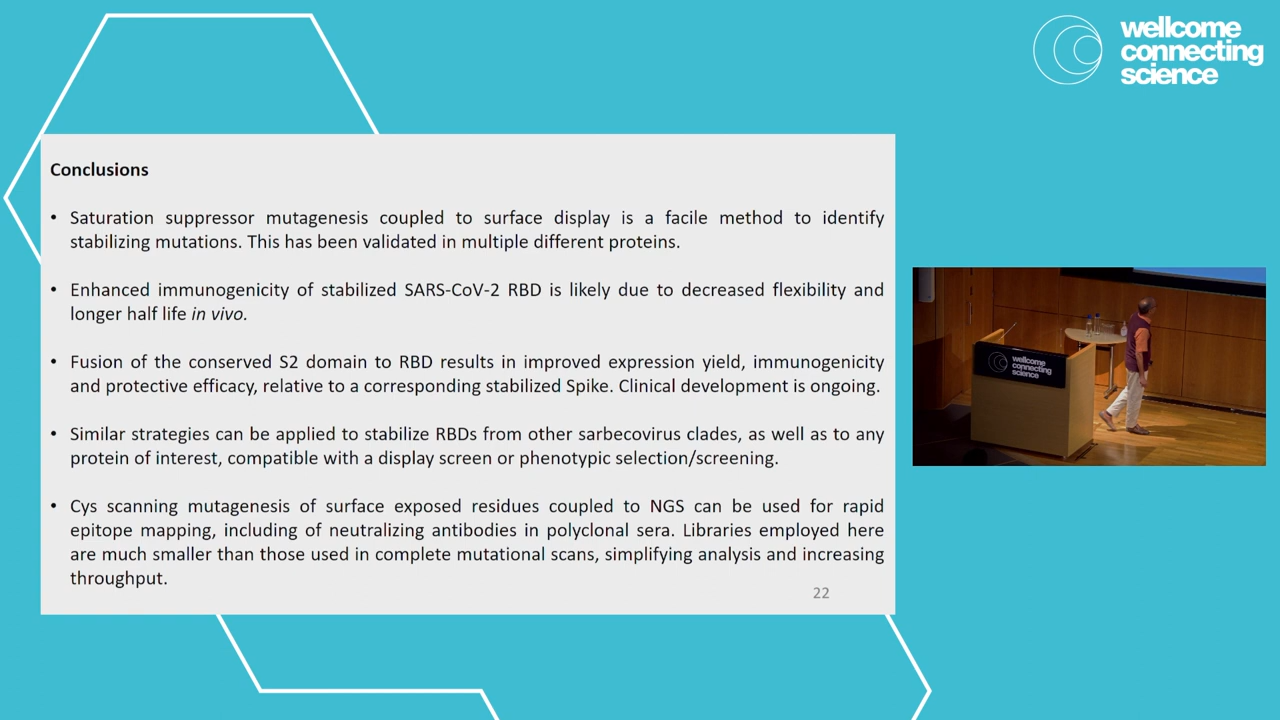 wellcome
connecting
science
Conclusions
• Saturation suppressor mutagenesis coupled to surface display is a facile method to identify
stabilizing mutations. This has been validated in multiple different proteins.
• Enhanced immunogenicity of stabilized SARS-CoV-2 RBD is likely due to decreased flexibility and
longer half life in vivo.
• Fusion of the conserved S2 domain to RBD results in improved expression yield, immunogenicity
and protective efficacy, relative to a corresponding stabilized Spike. Clinical development is ongoing.
• Similar strategies can be applied to stabilize RBDs from other sarbecovirus clades, as well as to any
protein of interest, compatible with a display screen or phenotypic selection/screening.
• Cys scanning mutagenesis of surface exposed residues coupled to NGS can be used for rapid
epitope mapping, including of neutralizing antibodies in polyclonal sera. Libraries employed here
are much smaller than those used in complete mutational scans, simplifying analysis and increasing
throughput.
22
wellcome
connecting
science